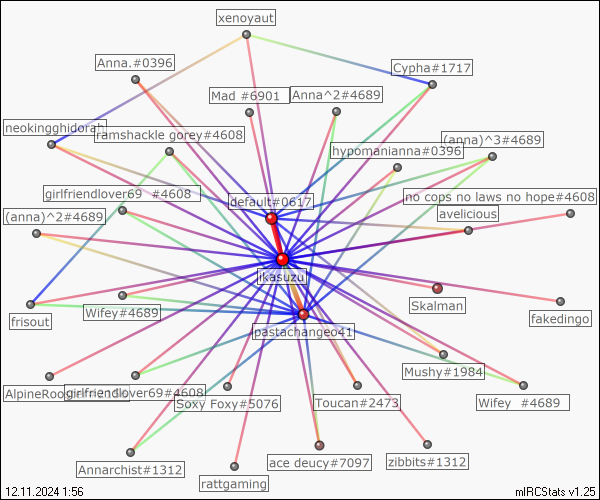 xenoyaut
Anna.#0396
Cypha#1717
Mad #6901
Anna^2#4689
neokingghidorah
ramshackle gorey#4608
(anna)^3#4689
hypomanianna#0396
girlfriendlover69 #4608
default#0617
no cops no laws no hope#4608
(anna)^2#4689
avelicious
ikasuzu
Skalman
fakedingo
frisout
Wifey#4689
pastachangeo41
Mushy#1984
girlfriendlover69#4608
Soxy Foxy#5076
Toucan#2473
Wifey #4689
Annarchist#1312
rattgaming
ace deucy#7097
zibbits#1312
12.11.2024 1:56
mIRCStats v1.25